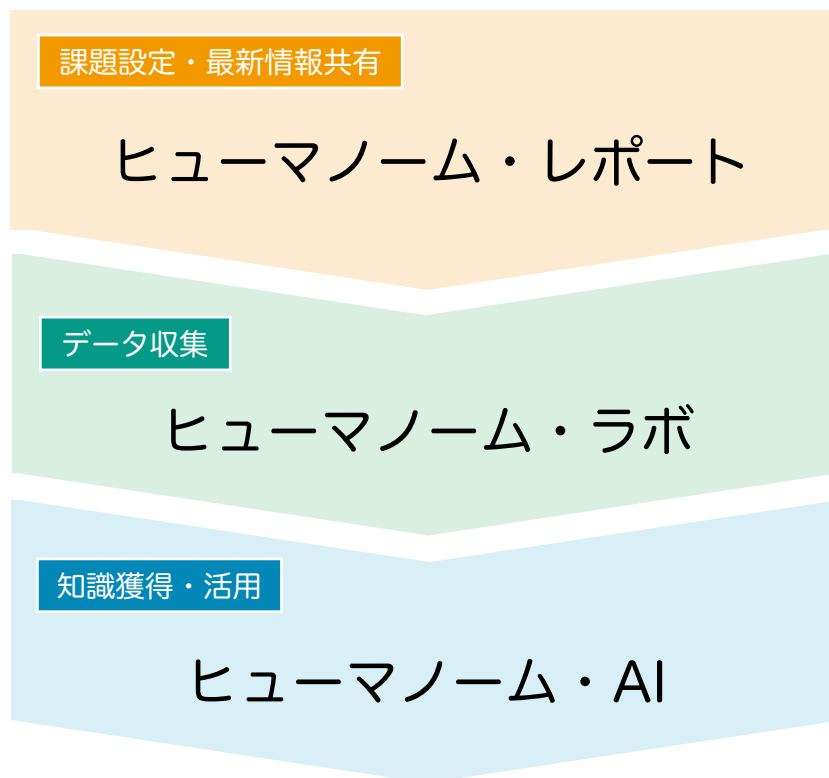 課題設定・最新情報共有
ヒューマノーム・レポート
データ収集
ヒューマノーム・ラボ
知識獲得・活用
ヒューマノーム・AI